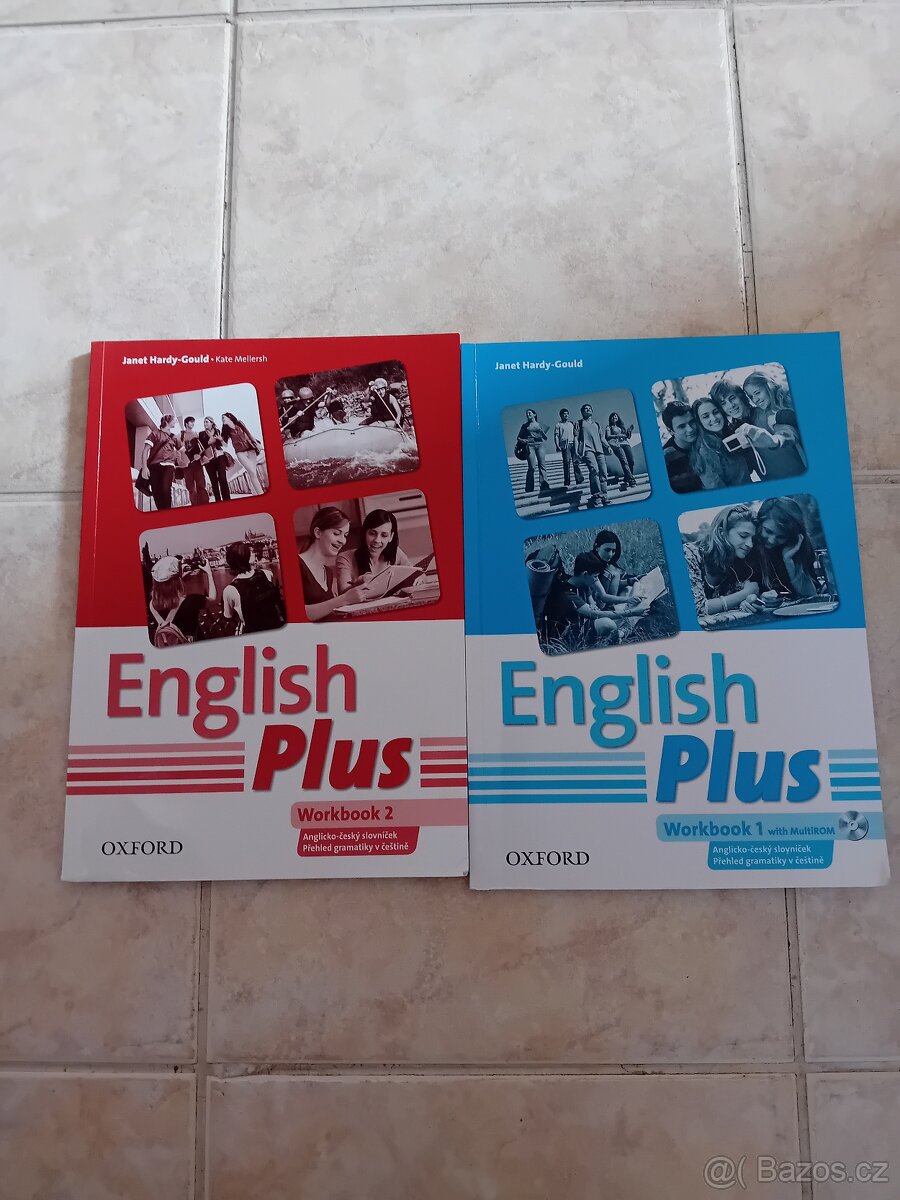 Janet Hardy-Gould • Kate Mellersh
English
Plus
Workbook 2
Anglicko-český slovníček
Přehled gramatiky v češtině
OXFORD
Janet Hardy-Gould
English
Plus
Workbook 1 with MultiROM
Anglicko-český slovníček
Přehled gramatiky v češtině
OXFORD
@( Bazos.cz